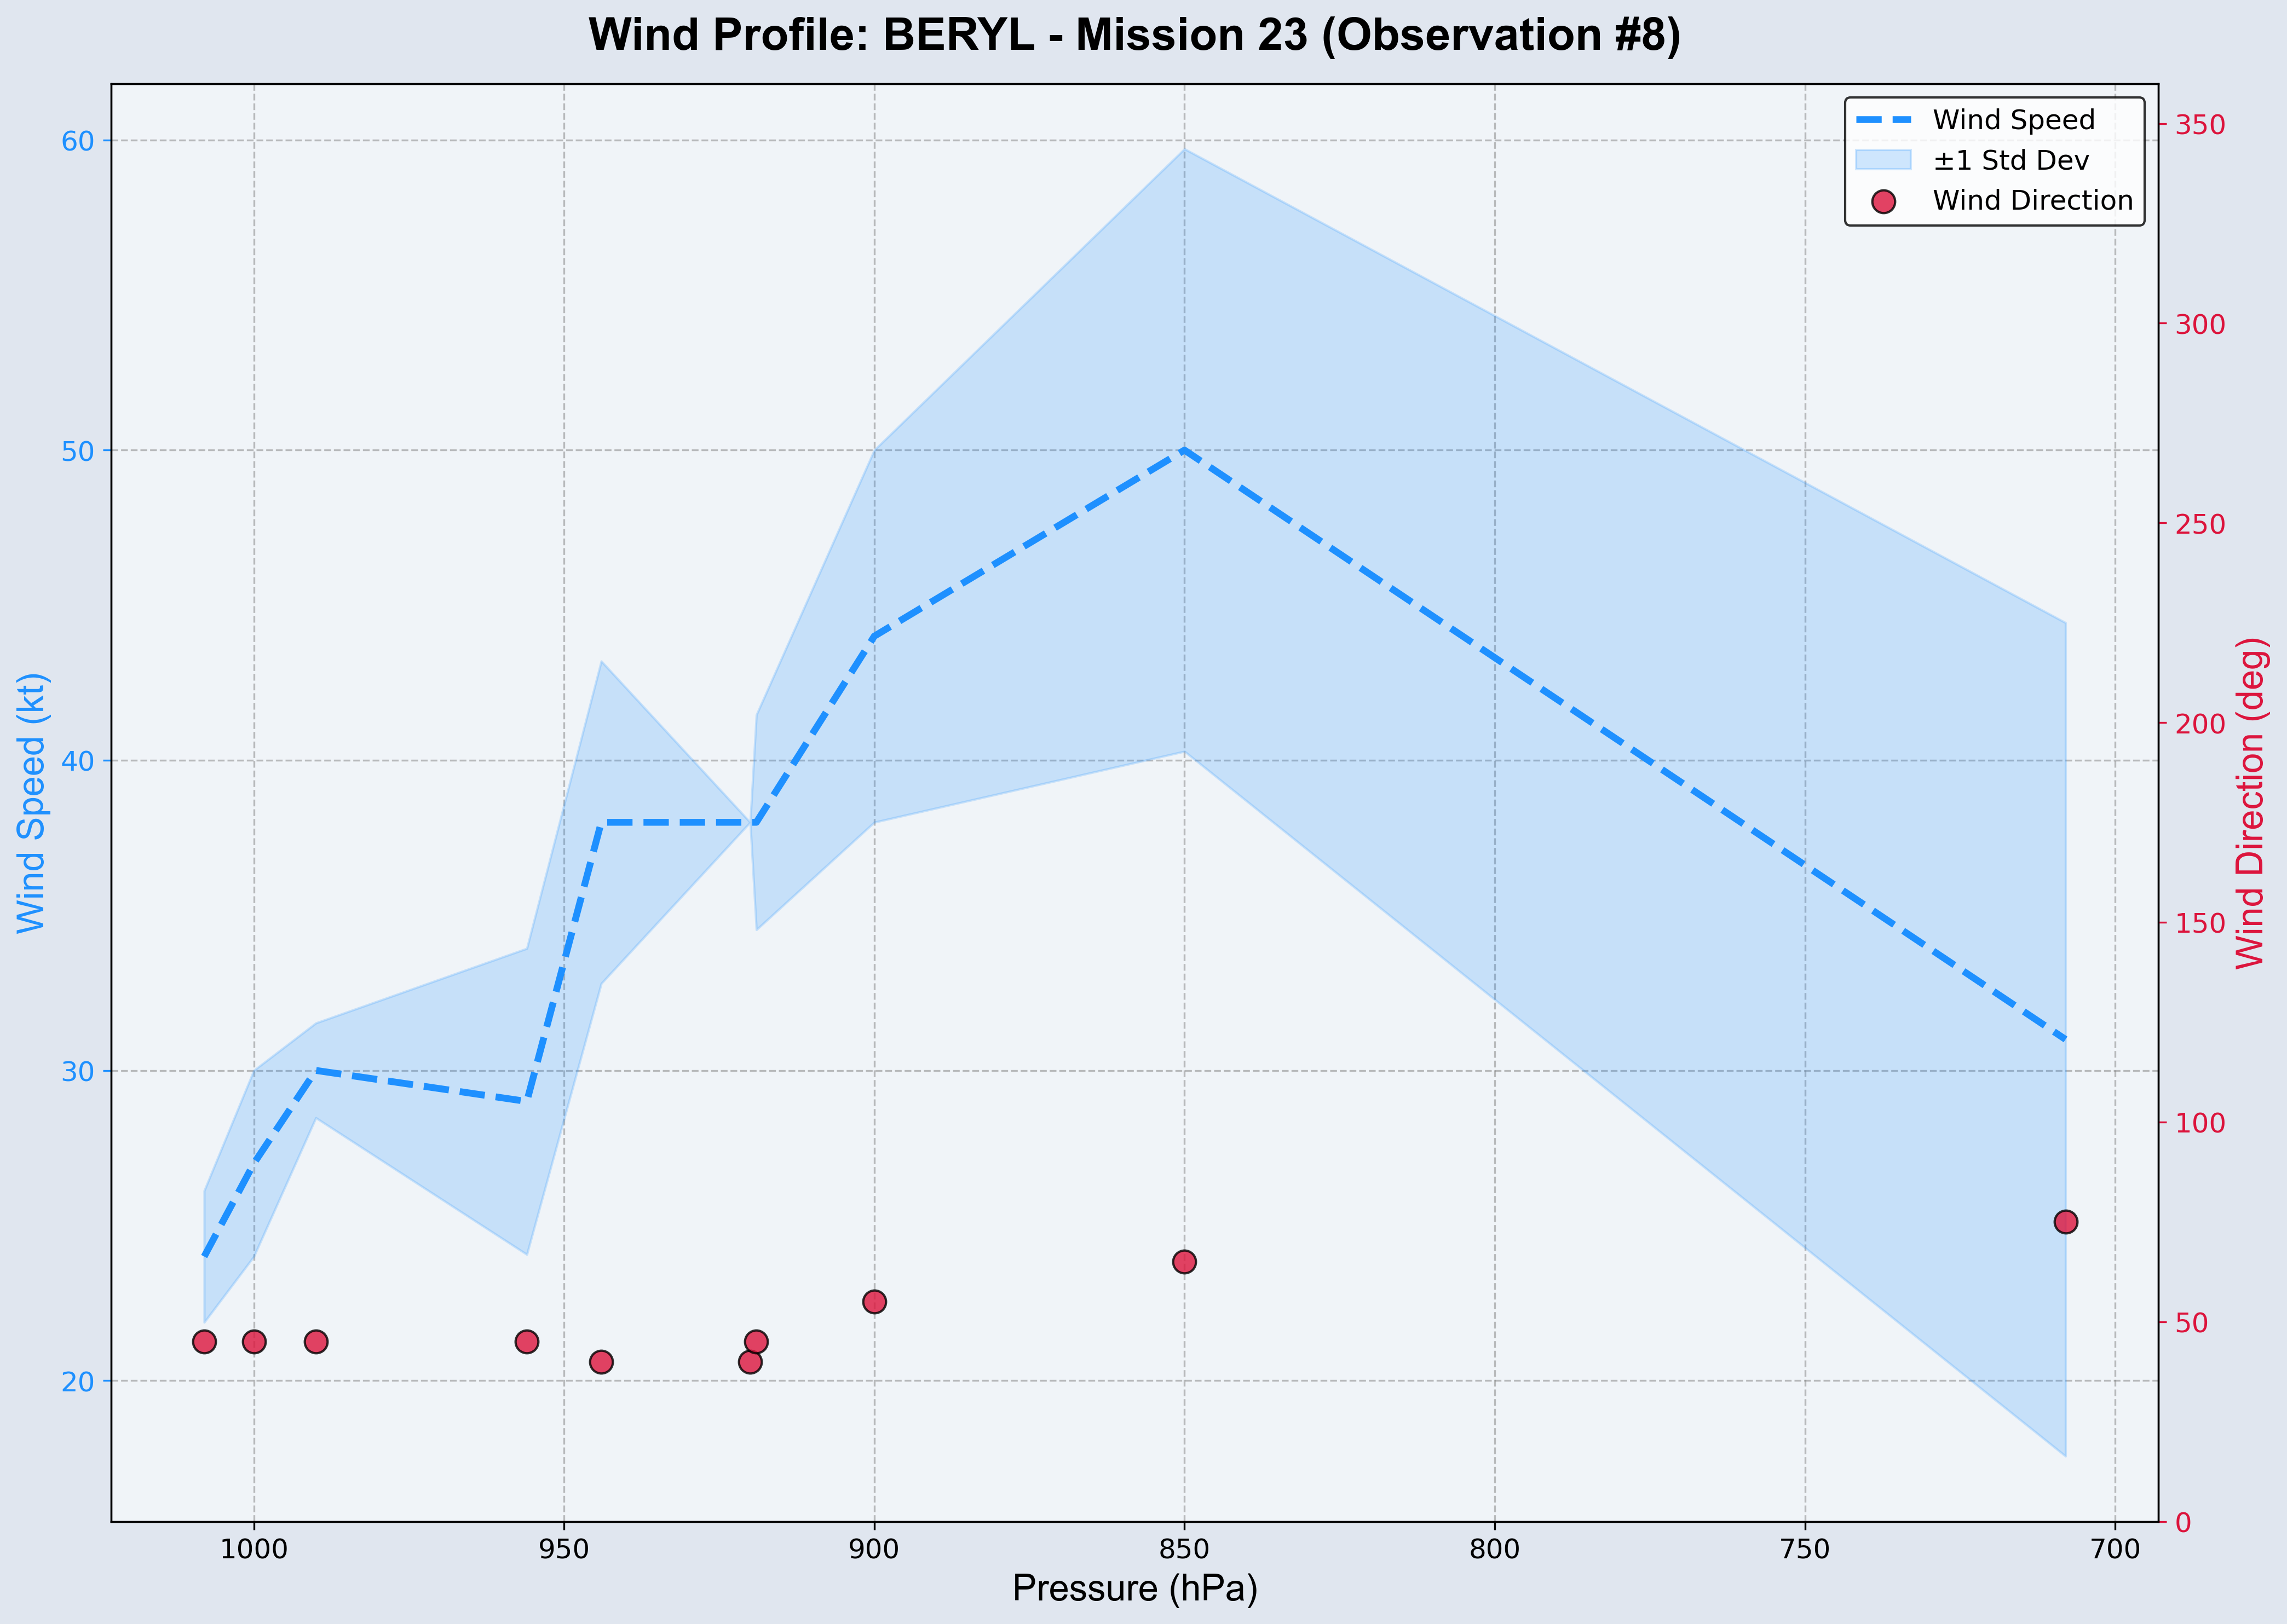 Wind Profile: BERYL - Mission 23 (Observation #8)
Wind Speed
±1 Std Dev
Wind Direction
60
50
40
30
20
Wind Speed (kt)
350
300
250
200
150
100
50
0
Wind Direction (deg)
1000
950
900
850
800
750
700
Pressure (hPa)